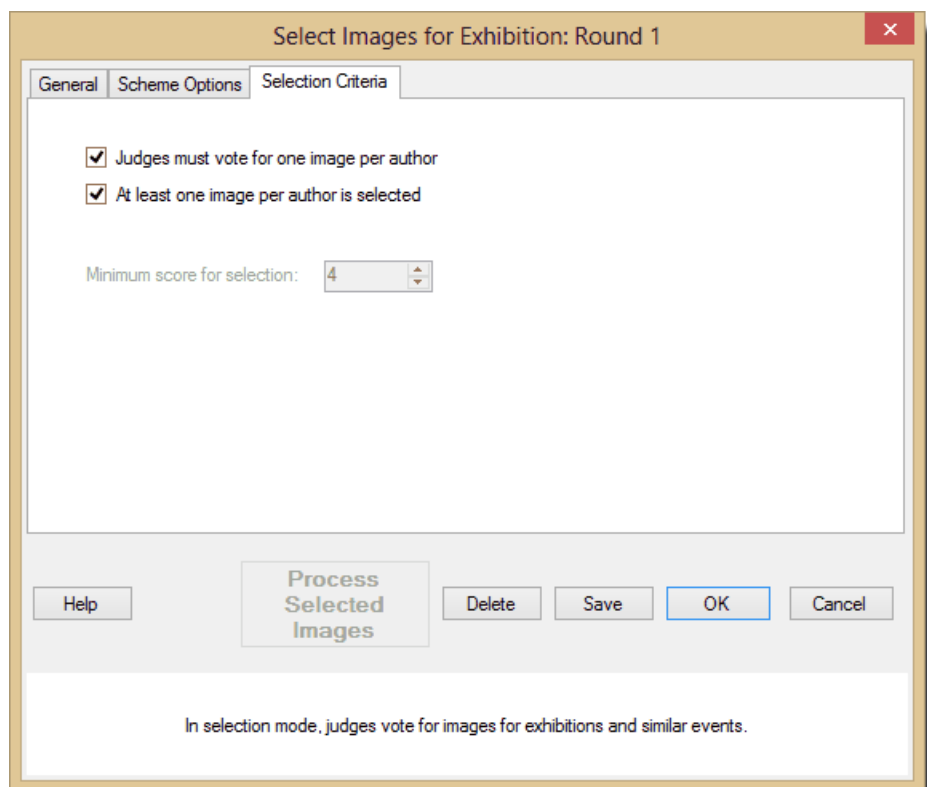 Select Images for Exhibition: Round 1
General Scheme Options Selection Criteria
Judges must vote for one image per author
At least one image per author is selected
Minimum score for selection: 4
Help
Process
Selected
Images
Delete Save OK Cancel
In selection mode, judges vote for images for exhibitions and similar events.